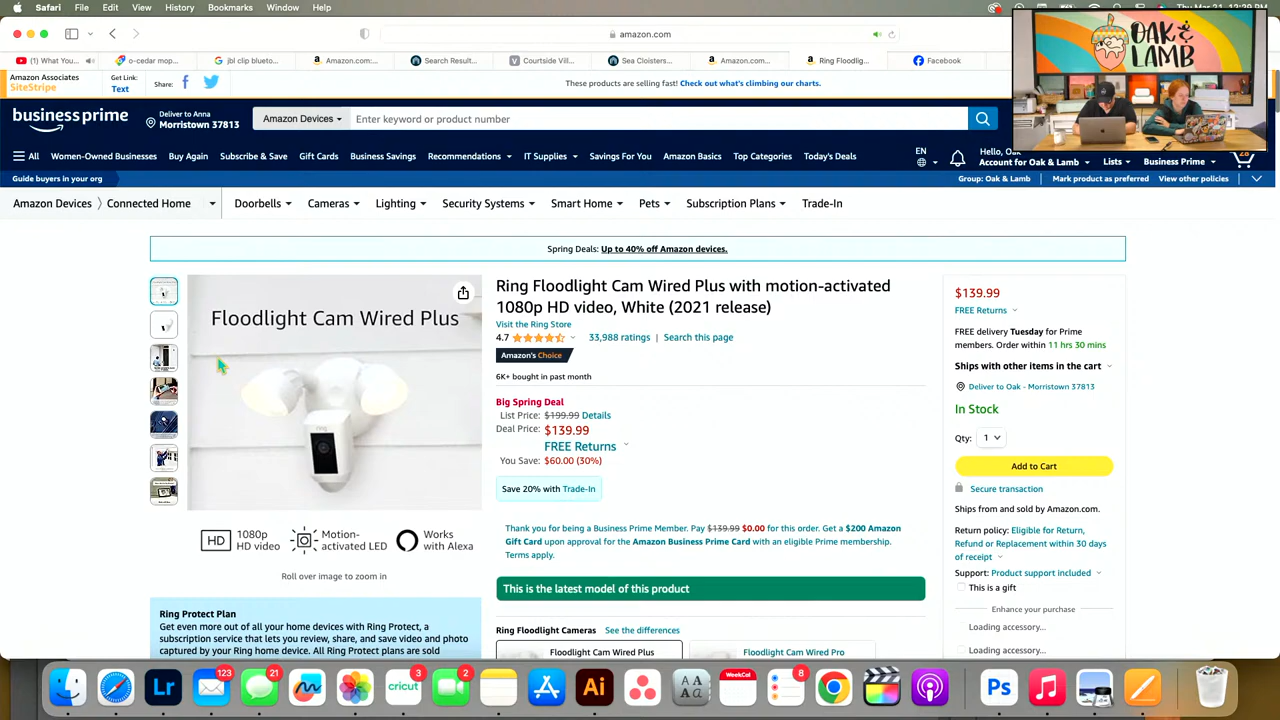 Safari File Edit View History Bookmarks Window Help
amazon.com
(1) What You...
o-cedar mop...
jbl clip blueto...
Amazon.com:...
Search Result...
Courtside Vill...
Sea Cloisters...
Amazon.com...
Ring Floodlig...
Facebook
OAK &
LAMB
Amazon Associates
SiteStripe
Get Link:
Text
Share:
These products are selling fast! Check out what's climbing our charts.
business prime
Deliver to Anna
Morristown 37813
Amazon Devices
Enter keyword or product number
EN
Hello, Oak
Account for Oak & Lamb
Lists
Business Prime
All Women-Owned Businesses Buy Again Subscribe & Save Gift Cards Business Savings Recommendations IT Supplies Savings For You Amazon Basics Top Categories Today's Deals
Guide buyers in your org
Group: Oak & Lamb Mark product as preferred View other policies
Amazon Devices Connected Home Doorbells Cameras Lighting Security Systems Smart Home Pets Subscription Plans Trade-In
Spring Deals: Up to 40% off Amazon devices.
Floodlight Cam Wired Plus
HD
1080p
HD video
Motion-
activated LED
Works
with Alexa
Roll over image to zoom in
Ring Protect Plan
Get even more out of all your home devices with Ring Protect, a
subscription service that lets you review, share, and save video and photo
captured by your Ring home device. All Ring Protect plans are sold
Ring Floodlight Cam Wired Plus with motion-activated
1080p HD video, White (2021 release)
Visit the Ring Store
4.7 33,988 ratings | Search this page
Amazon's Choice
6K+ bought in past month
Big Spring Deal
List Price: $199.99 Details
Deal Price: $139.99
FREE Returns
You Save: $60.00 (30%)
Save 20% with Trade-In
Thank you for being a Business Prime Member. Pay $139.99 $0.00 for this order. Get a $200 Amazon
Gift Card upon approval for the Amazon Business Prime Card with an eligible Prime membership.
Terms apply.
This is the latest model of this product
Ring Floodlight Cameras See the differences
Floodlight Cam Wired Plus
Floodlight Cam Wired Pro
$139.99
FREE Returns
FREE delivery Tuesday for Prime
members. Order within 11 hrs 30 mins
Ships with other items in the cart
Deliver to Oak - Morristown 37813
In Stock
Qty: 1
Add to Cart
Secure transaction
Ships from and sold by Amazon.com.
Return policy: Eligible for Return,
Refund or Replacement within 30 days
of receipt
Support: Product support included
This is a gift
Enhance your purchase
Loading accessory...
Loading accessory...
Lr
123
21
cricut
3
2
Ai
WeekCal
8
Ps